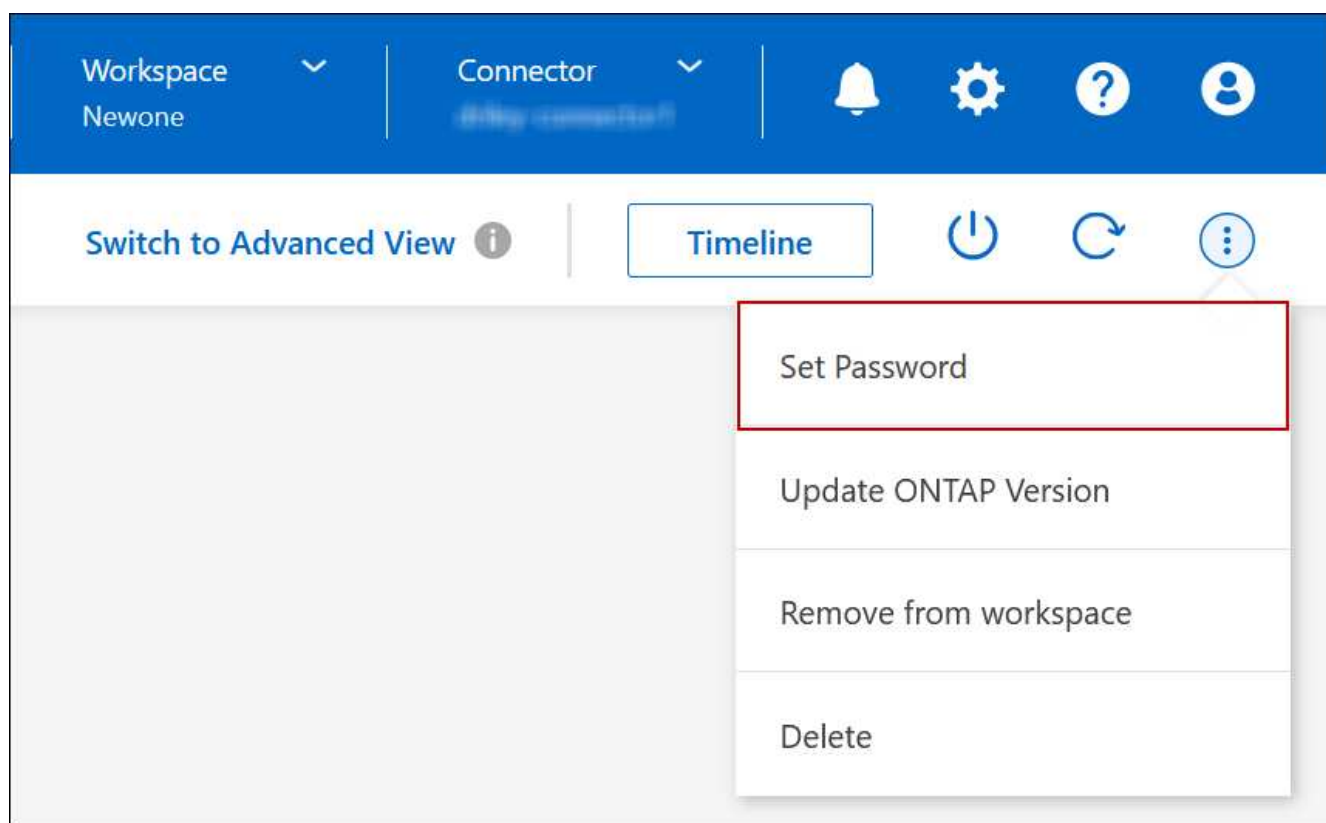 Workspace
Connector
Newone
Switch to Advanced View
Timeline
Set Password
Update ONTAP Version
Remove from workspace
Delete